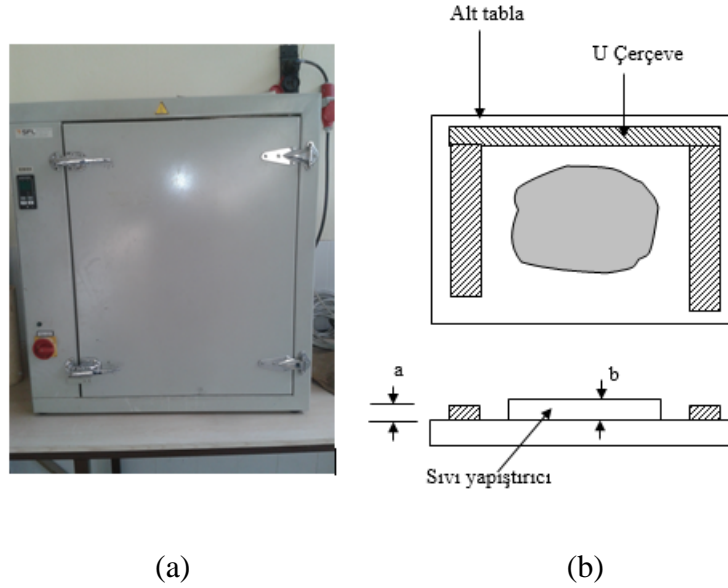 Alt tabla
U Çerçeve
a
b
Sıvı yapıştırıcı
(a)
(b)